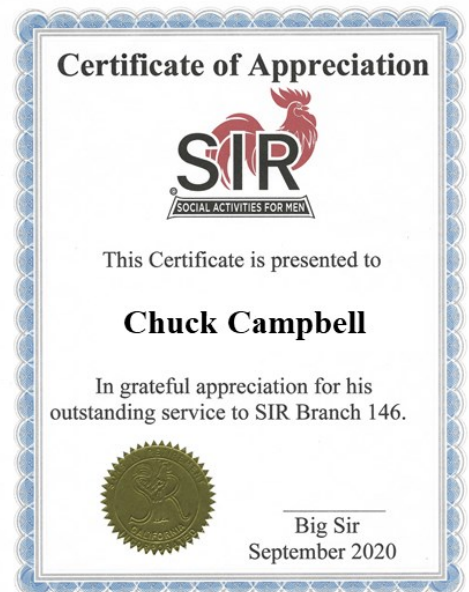 Certificate of Appreciation
SIR
©
SOCIAL ACTIVITIES FOR MEN
This Certificate is presented to
Chuck Campbell
In grateful appreciation for his
outstanding service to SIR Branch 146.
CALIFORNIA
Big Sir
September 2020